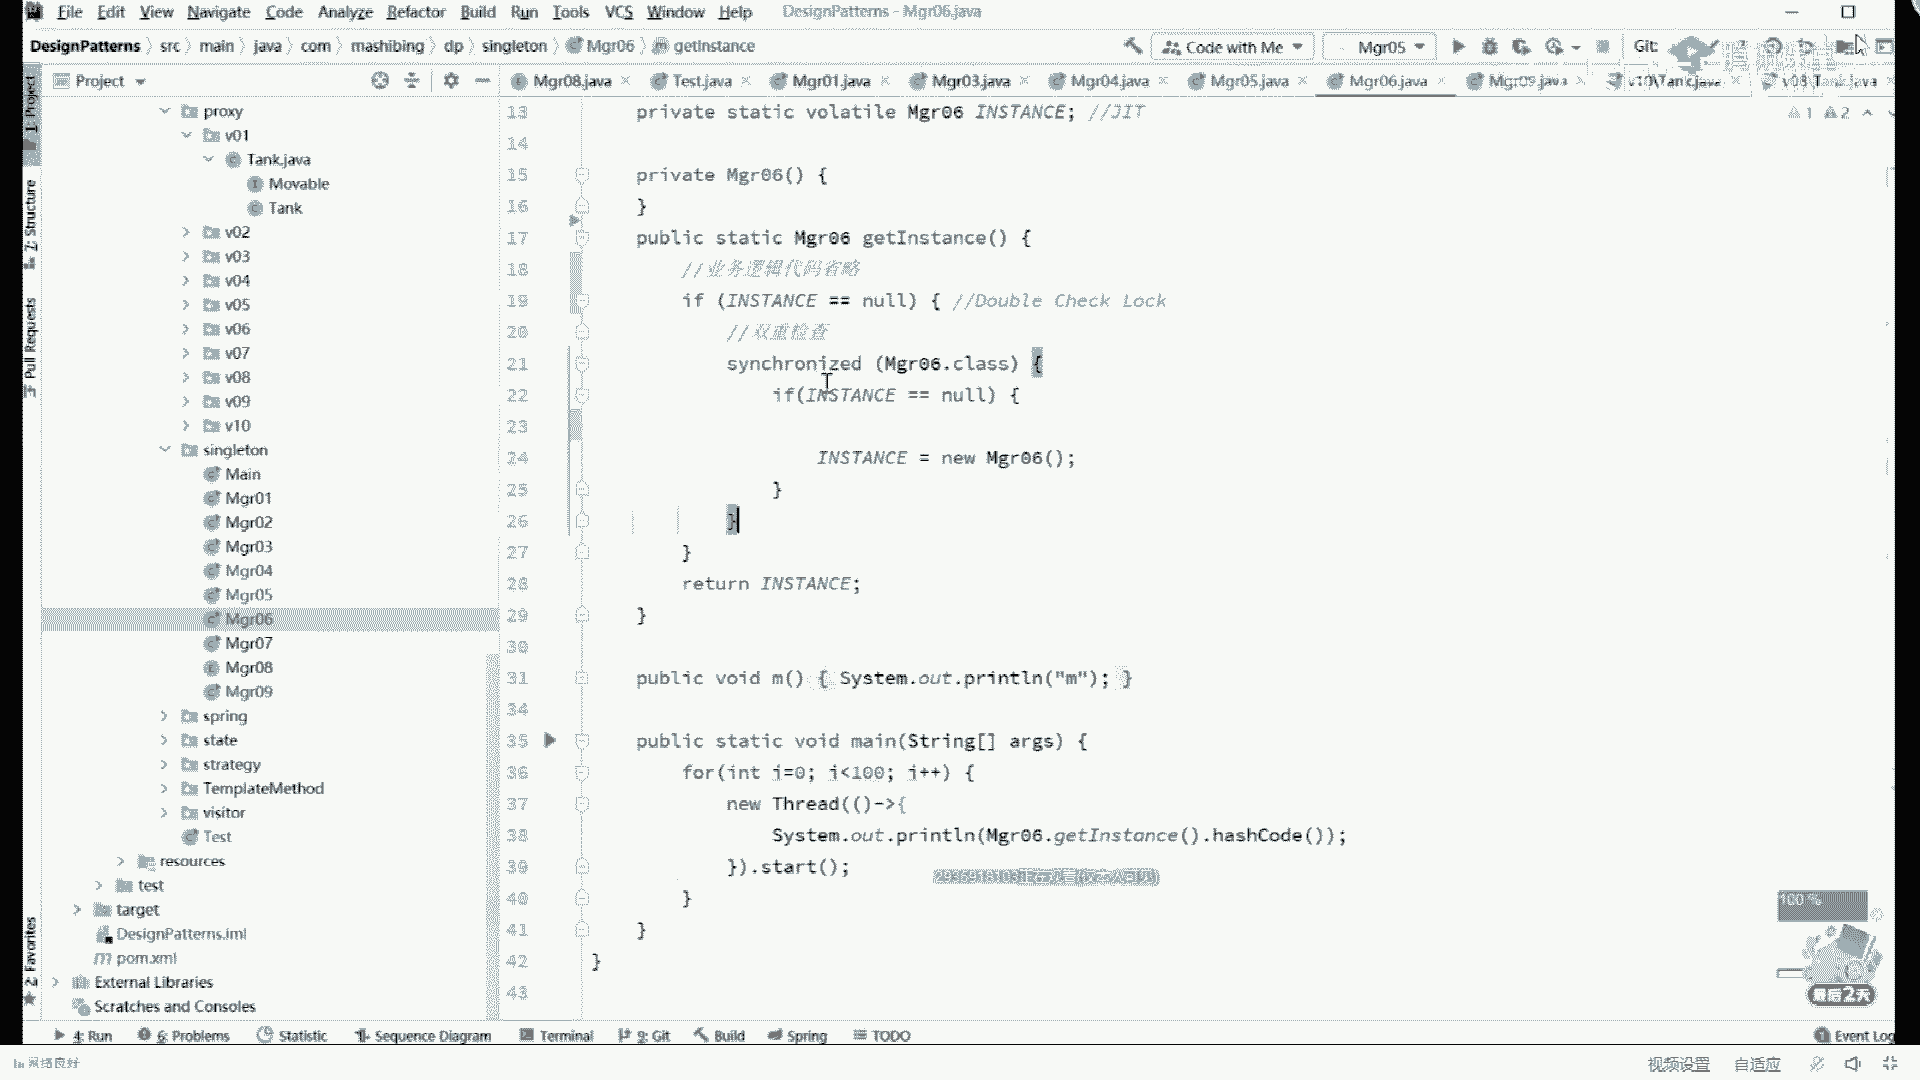 File Edit View Navigate Code Analyze Refactor Build Run Tools VCS Window Help DesignPatterns - Mgr06.java
DesignPatterns src main java com mashibing dp singleton Mgr06 getInstance Code with Me Mgr05 Git:
Project Mgr08.java Test.java Mgr01.java Mgr03.java Mgr04.java Mgr05.java Mgr06.java Mgr09.java v10\Tank.java v08\Tank.java
1: Project
7: Structure
Pull Requests
2: Favorites
proxy
v01
Tank.java
Movable
Tank
v02
v03
v04
v05
v06
v07
v08
v09
v10
singleton
Main
Mgr01
Mgr02
Mgr03
Mgr04
Mgr05
Mgr06
Mgr07
Mgr08
Mgr09
spring
state
strategy
TemplateMethod
visitor
Test
resources
test
target
DesignPatterns.iml
pom.xml
External Libraries
Scratches and Consoles
13 private static volatile Mgr06 INSTANCE; //JIT
1 2
14
15 private Mgr06() {
16 }
17 public static Mgr06 getInstance() {
18 //业务逻辑代码省略
19 if (INSTANCE == null) { //Double Check Lock
20 //双重检查
21 synchronized (Mgr06.class) {
22 if(INSTANCE == null) {
23
24 INSTANCE = new Mgr06();
25 }
26 }
27 }
28 return INSTANCE;
29 }
30
31 public void m() { System.out.println("m"); }
34
35 public static void main(String[] args) {
36 for(int i=0; i<100; i++) {
37 new Thread(()->{
38 System.out.println(Mgr06.getInstance().hashCode());
39 }).start();
40 }
41 }
42 }
43
100 %
最后2天
4: Run 6: Problems Statistic Sequence Diagram Terminal 9: Git Build Spring TODO Event Log
网络良好 视频设置 自适应